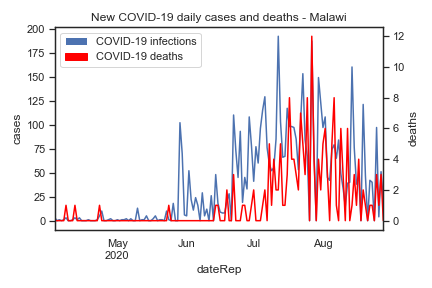 New COVID-19 daily cases and deaths - Malawi
COVID-19 infections
COVID-19 deaths
cases
200
175
150
125
100
75
50
25
0
deaths
12
10
8
6
4
2
0
May
2020
Jun
Jul
Aug
dateRep